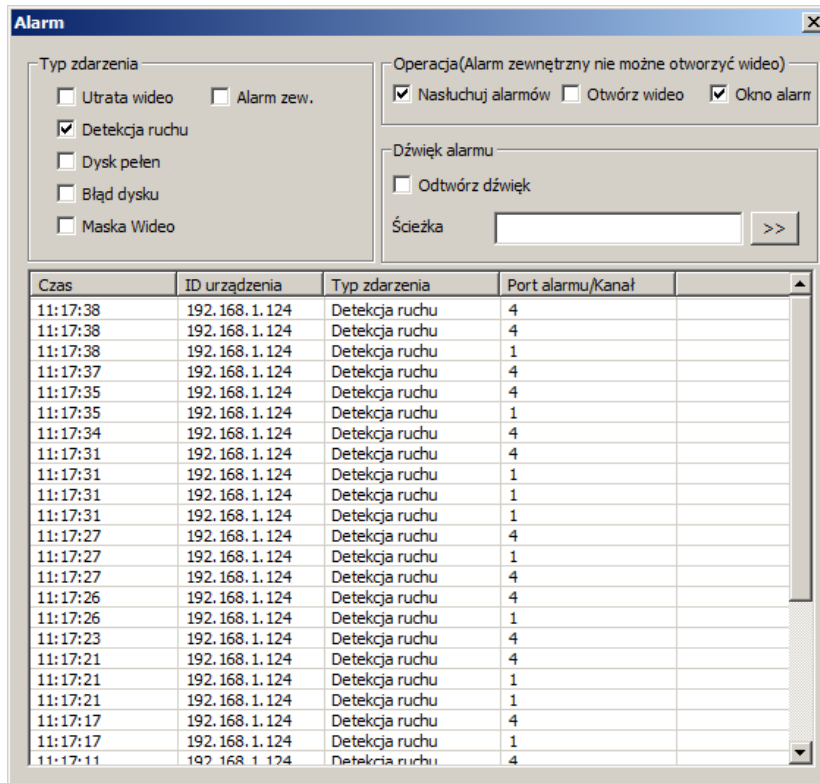 Alarm
Typ zdarzenia
Utrata wideo Alarm zew.
Detekcja ruchu
Dysk pełen
Błąd dysku
Maska Wideo
Operacja(Alarm zewnętrzny nie możne otworzyć wideo)
Nasłuchuj alarmów Otwórz wideo Okno alarm
Dźwięk alarmu
Odtwórz dźwięk
Ścieżka >>
Czas ID urządzenia Typ zdarzenia Port alarmu/Kanał
11:17:38 192.168.1.124 Detekcja ruchu 4
11:17:38 192.168.1.124 Detekcja ruchu 4
11:17:38 192.168.1.124 Detekcja ruchu 1
11:17:37 192.168.1.124 Detekcja ruchu 4
11:17:35 192.168.1.124 Detekcja ruchu 4
11:17:35 192.168.1.124 Detekcja ruchu 1
11:17:34 192.168.1.124 Detekcja ruchu 4
11:17:31 192.168.1.124 Detekcja ruchu 4
11:17:31 192.168.1.124 Detekcja ruchu 1
11:17:31 192.168.1.124 Detekcja ruchu 1
11:17:31 192.168.1.124 Detekcja ruchu 1
11:17:27 192.168.1.124 Detekcja ruchu 4
11:17:27 192.168.1.124 Detekcja ruchu 1
11:17:27 192.168.1.124 Detekcja ruchu 4
11:17:26 192.168.1.124 Detekcja ruchu 4
11:17:26 192.168.1.124 Detekcja ruchu 1
11:17:23 192.168.1.124 Detekcja ruchu 4
11:17:21 192.168.1.124 Detekcja ruchu 4
11:17:21 192.168.1.124 Detekcja ruchu 1
11:17:21 192.168.1.124 Detekcja ruchu 1
11:17:17 192.168.1.124 Detekcja ruchu 4
11:17:17 192.168.1.124 Detekcja ruchu 1
11:17:11 192.168.1.124 Detekcja ruchu 4